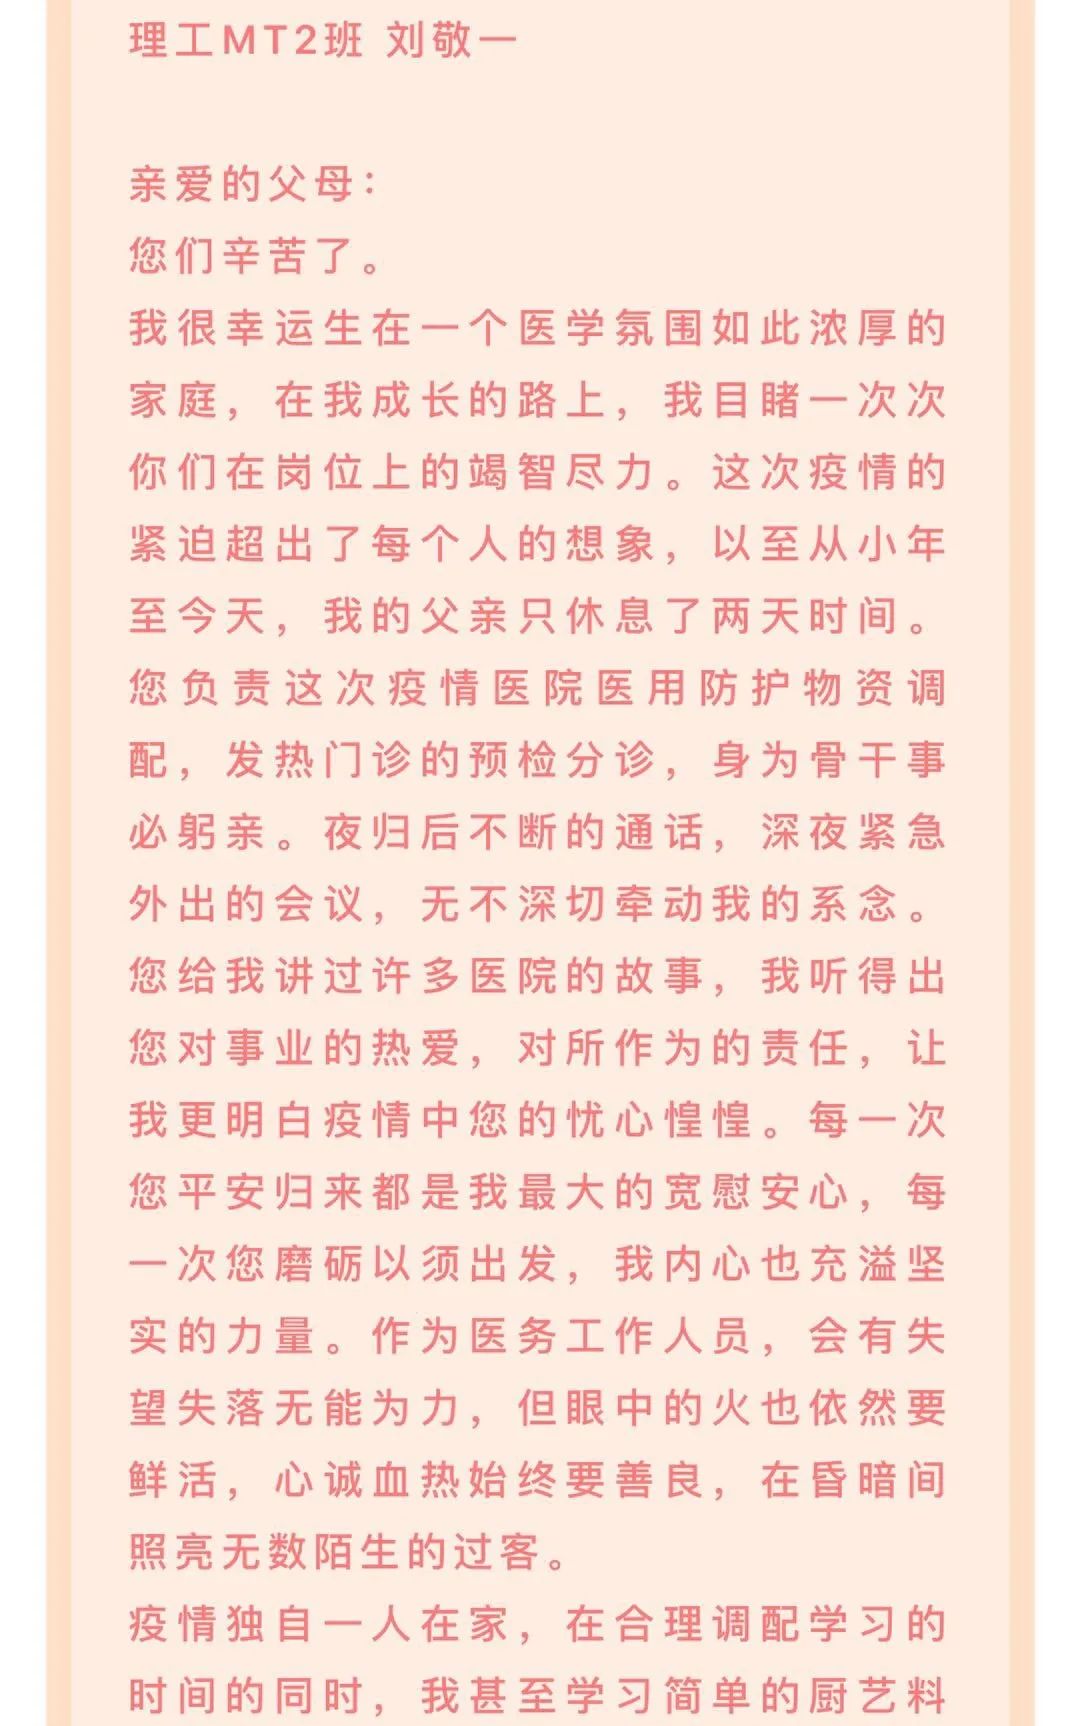 理工MT2班 刘敬一
亲爱的父母：
您们辛苦了。
我很幸运生在一个医学氛围如此浓厚的
家庭，在我成长的路上，我目睹一次次
你们在岗位上的竭智尽力。这次疫情的
紧迫超出了每个人的想象，以至从小年
至今天，我的父亲只休息了两天时间。
您负责这次疫情医院医用防护物资调
配，发热门诊的预检分诊，身为骨干事
必躬亲。夜归后不断的通话，深夜紧急
外出的会议，无不深切牵动我的系念。
您给我讲过许多医院的故事，我听得出
您对事业的热爱，对所作为的责任，让
我更明白疫情中您的忧心惶惶。每一次
您平安归来都是我最大的宽慰安心，每
一次您磨砺以须出发，我内心也充溢坚
实的力量。作为医务工作人员，会有失
望失落无能为力，但眼中的火也依然要
鲜活，心诚血热始终要善良，在昏暗间
照亮无数陌生的过客。
疫情独自一人在家，在合理调配学习的
时间的同时，我甚至学习简单的厨艺料